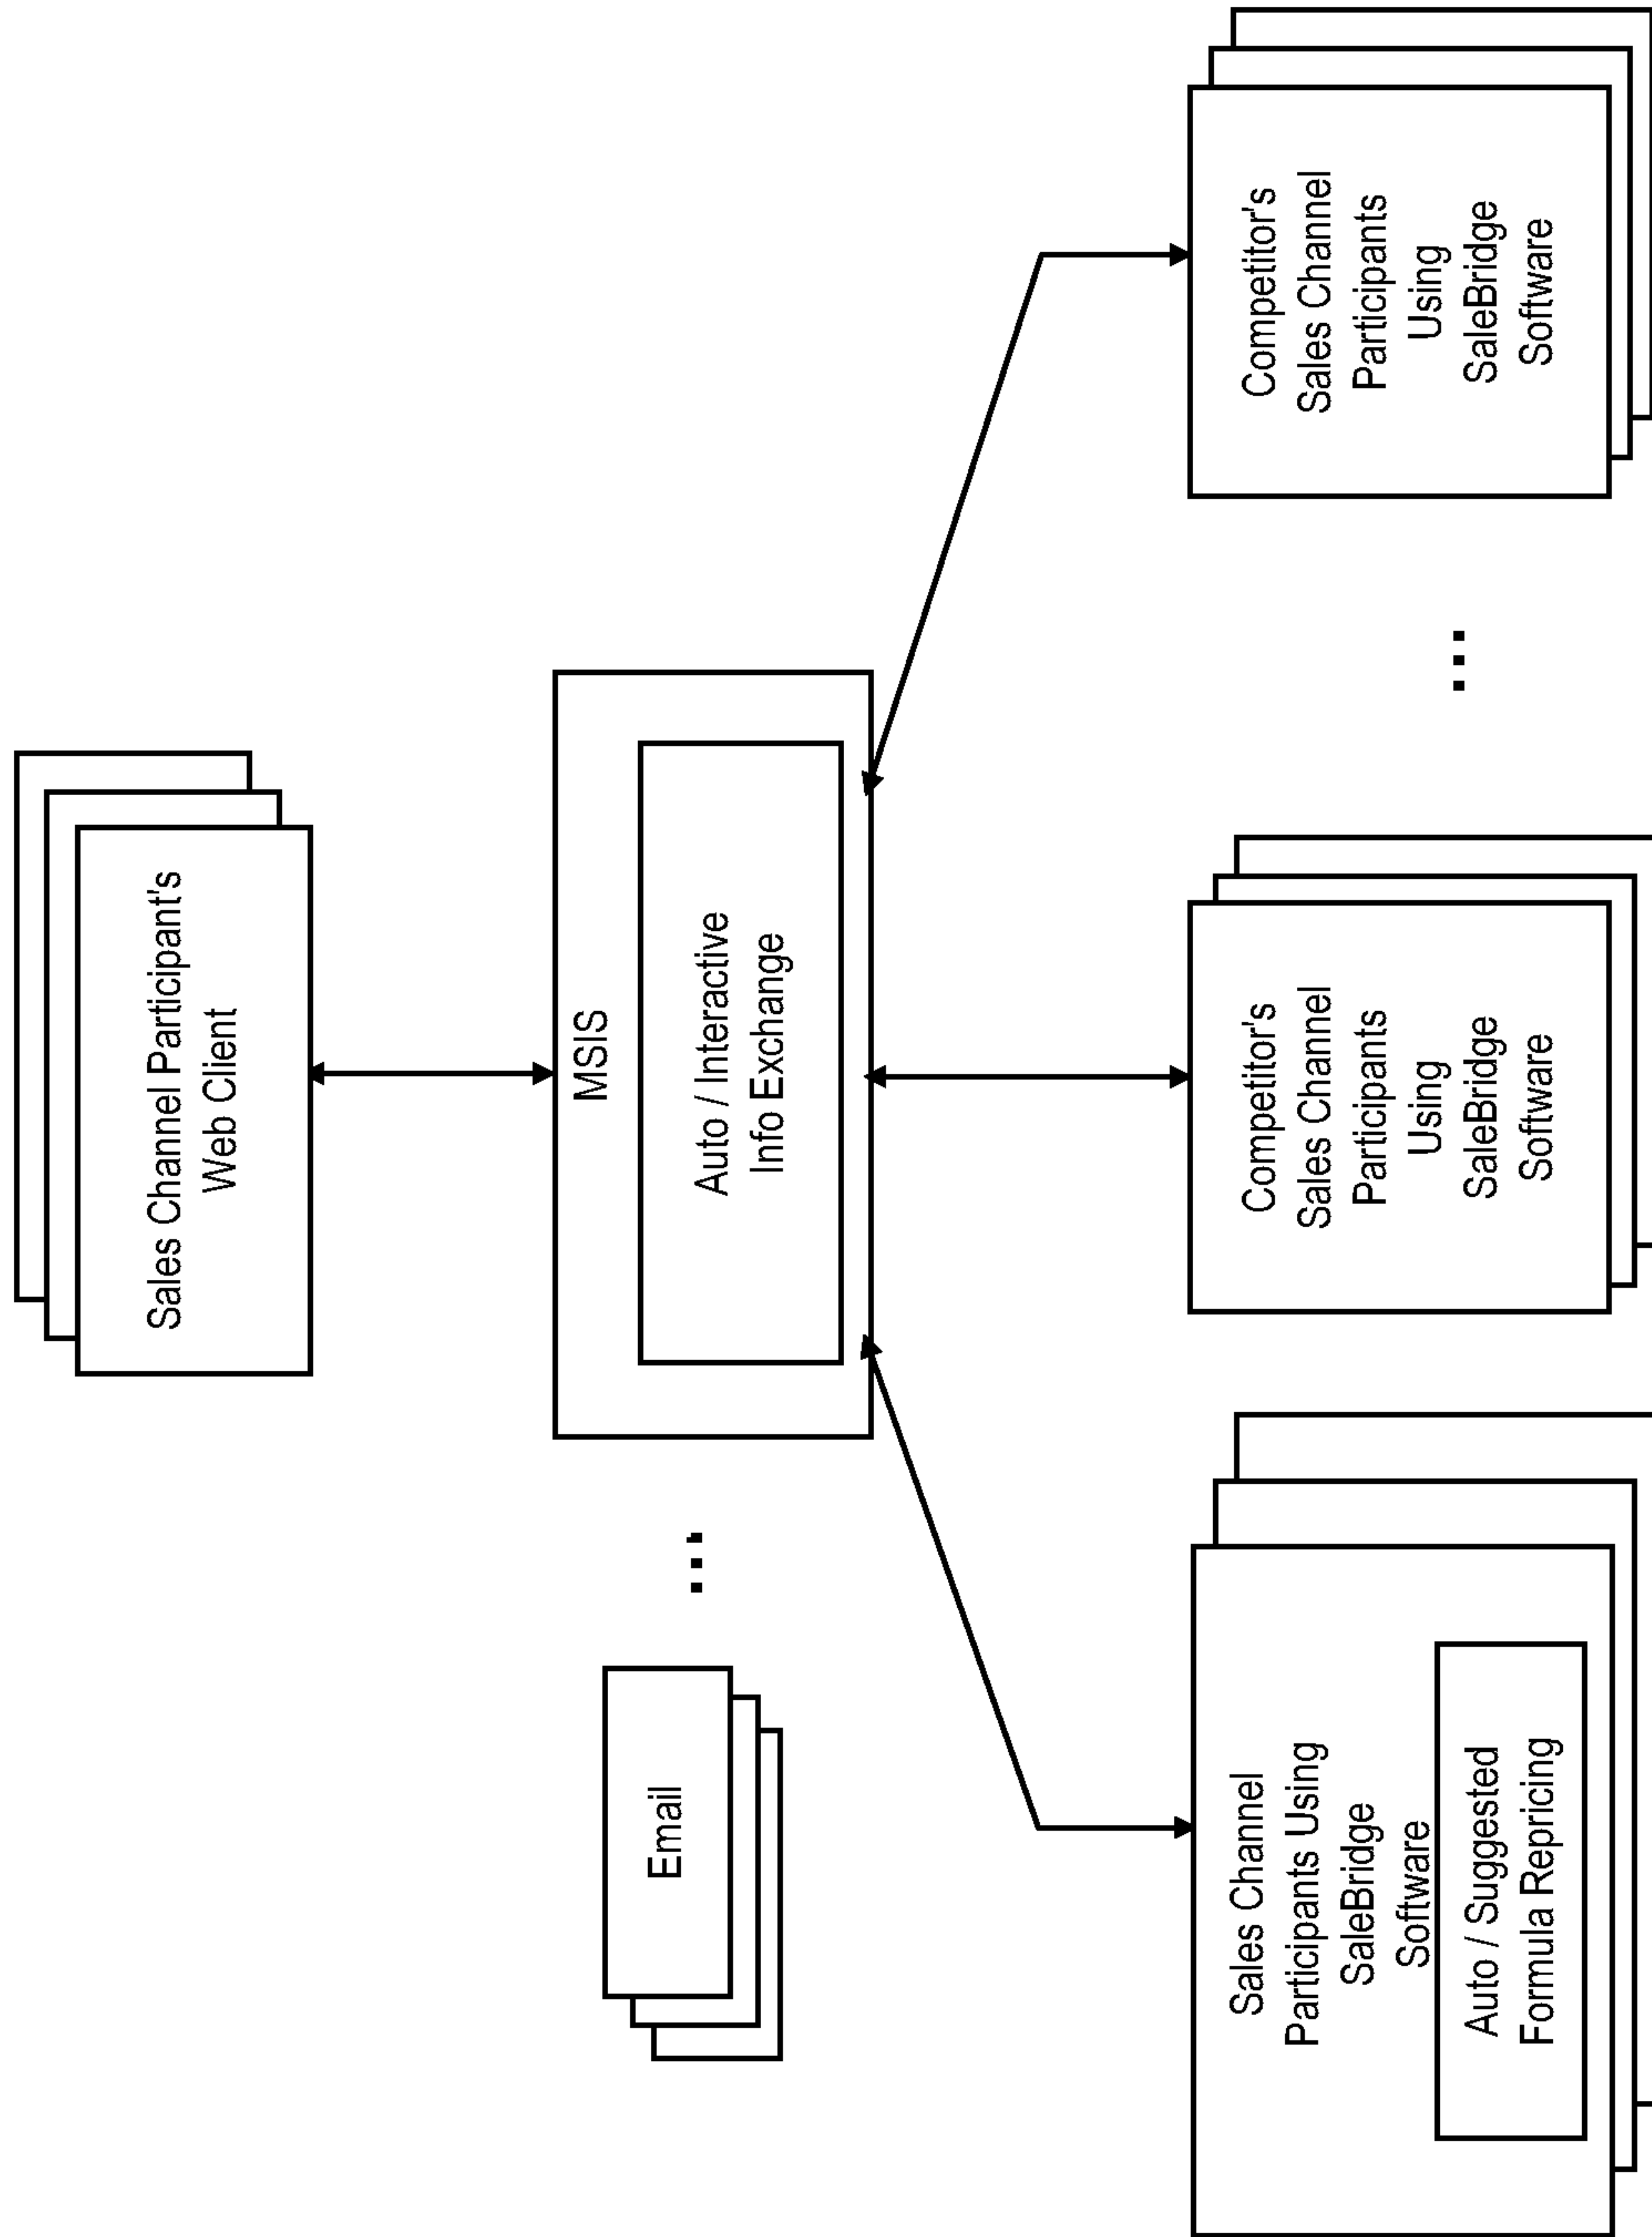 Sales Channel Participant's
Web Client
MSIS
Auto / Interactive
Info Exchange
...
Email
Sales Channel
Participants Using
SaleBridge
Software
Auto / Suggested
Formula Repricing
Competitor's
Sales Channel
Participants
Using
SaleBridge
Software
...
Competitor's
Sales Channel
Participants
Using
SaleBridge
Software